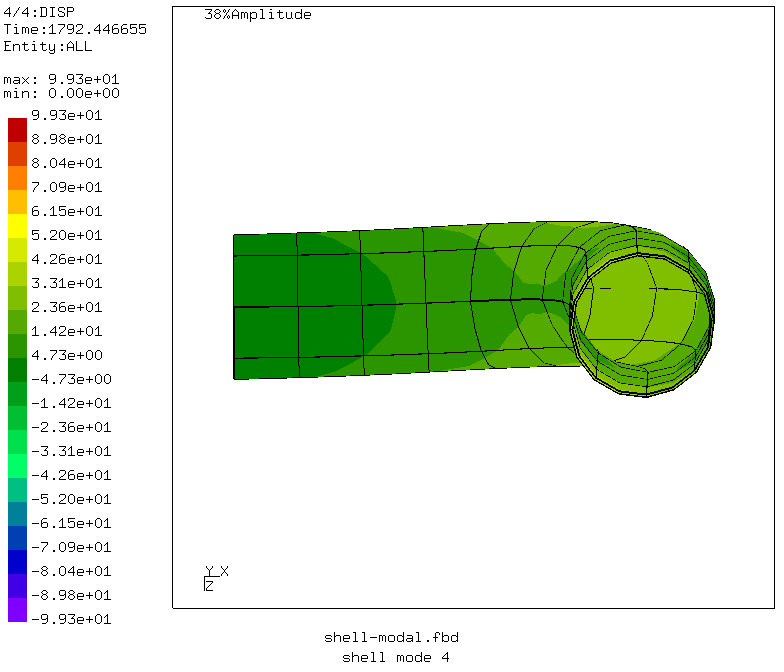 4/4:DISP
Time:1792.446655
Entity:ALL
max: 9.93e+01
min: 0.00e+00
9.93e+01
8.98e+01
8.04e+01
7.09e+01
6.15e+01
5.20e+01
4.26e+01
3.31e+01
2.36e+01
1.42e+01
4.73e+00
-4.73e+00
-1.42e+01
-2.36e+01
-3.31e+01
-4.26e+01
-5.20e+01
-6.15e+01
-7.09e+01
-8.04e+01
-8.98e+01
-9.93e+01
38%Amplitude
Y X
Z
shell-modal.fbd
shell mode 4